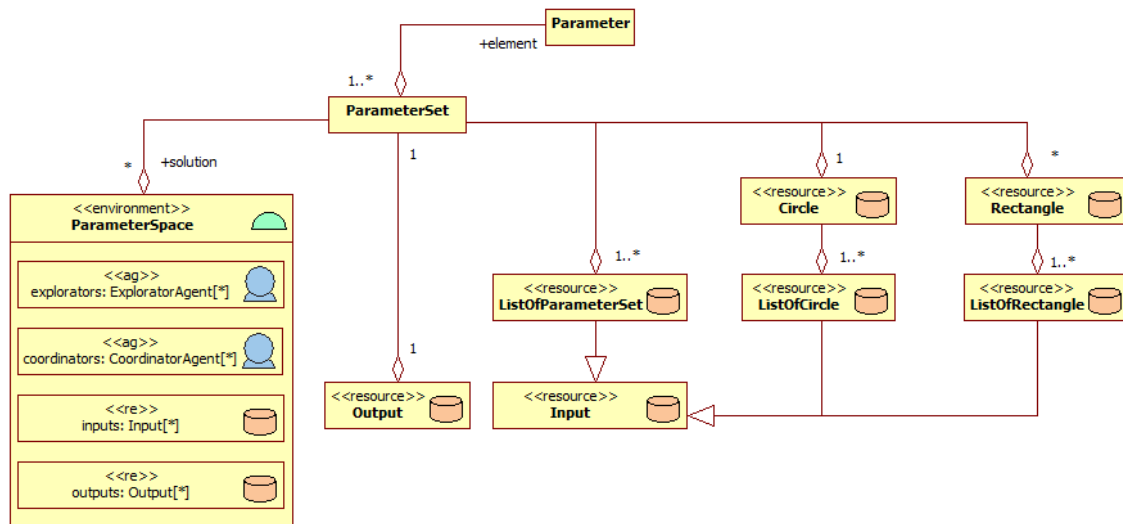 Parameter
+element
1..*
ParameterSet
*
+solution
1
1
*
<<environment>>
ParameterSpace
<<resource>>
Circle
<<resource>>
Rectangle
1..*
1..*
1..*
<<ag>>
explorators: ExploratorAgent[*]
<<resource>>
ListOfParameterSet
<<resource>>
ListOfCircle
<<resource>>
ListOfRectangle
<<ag>>
coordinators: CoordinatorAgent[*]
1
<<resource>>
Output
<<resource>>
Input
<<re>>
inputs: Input[*]
<<re>>
outputs: Output[*]